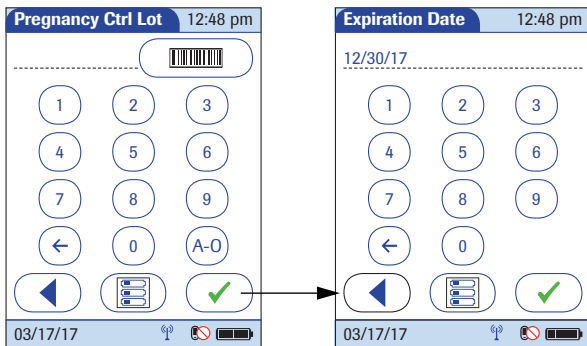 Pregnancy Ctrl Lot 12:48 pm
1 2 3
4 5 6
7 8 9
0 A-O
03/17/17
Expiration Date 12:48 pm
12/30/17
1 2 3
4 5 6
7 8 9
0
03/17/17